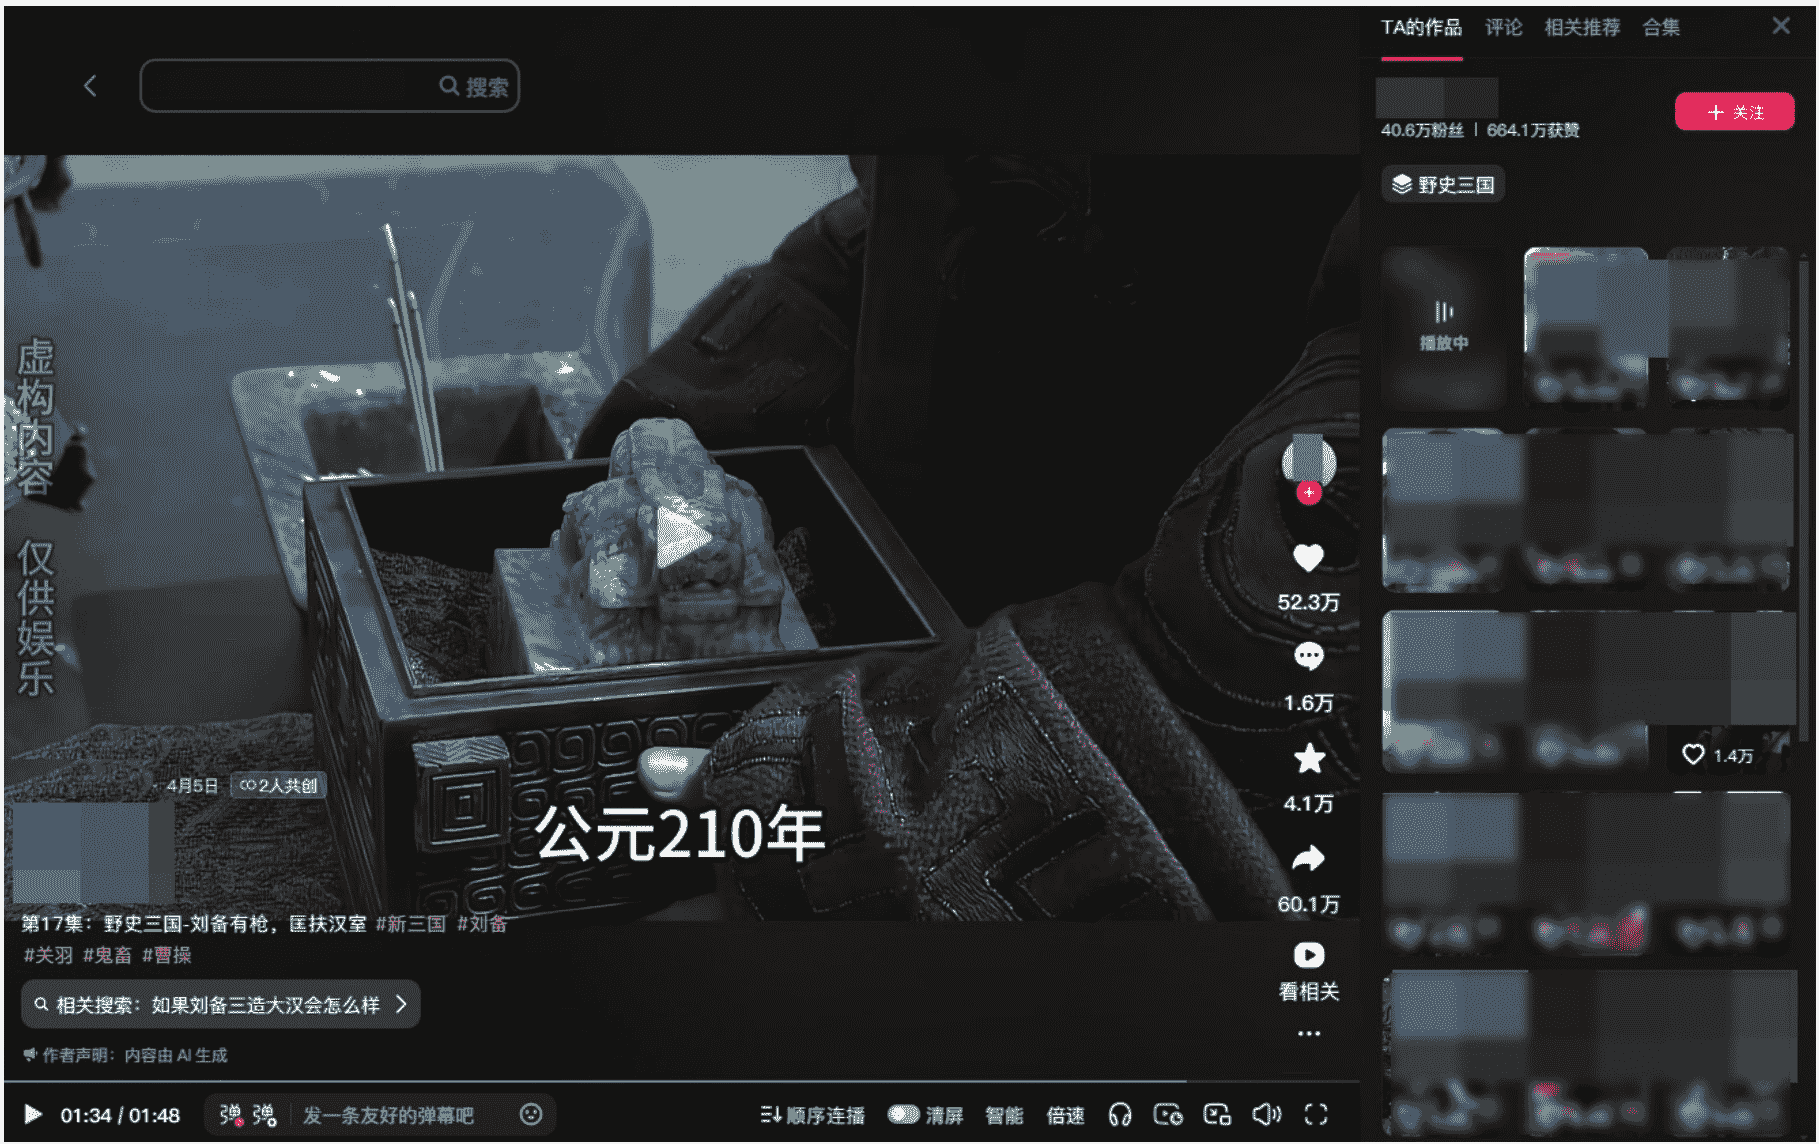 搜索
TA的作品 评论 相关推荐 合集
40.6万粉丝 | 664.1万获赞
+ 关注
野史三国
播放中
虚构内容 仅供娱乐
52.3万
1.6万
4.1万
60.1万
看相关
1.4万
· 4月5日 2人共创
公元210年
第17集：野史三国-刘备有枪，匡扶汉室 #新三国 #刘备
#关羽 #鬼畜 #曹操
相关搜索：如果刘备三造大汉会怎么样
作者声明：内容由 AI 生成
01:34 / 01:48 弹 弹 发一条友好的弹幕吧 顺序连播 清屏 智能 倍速